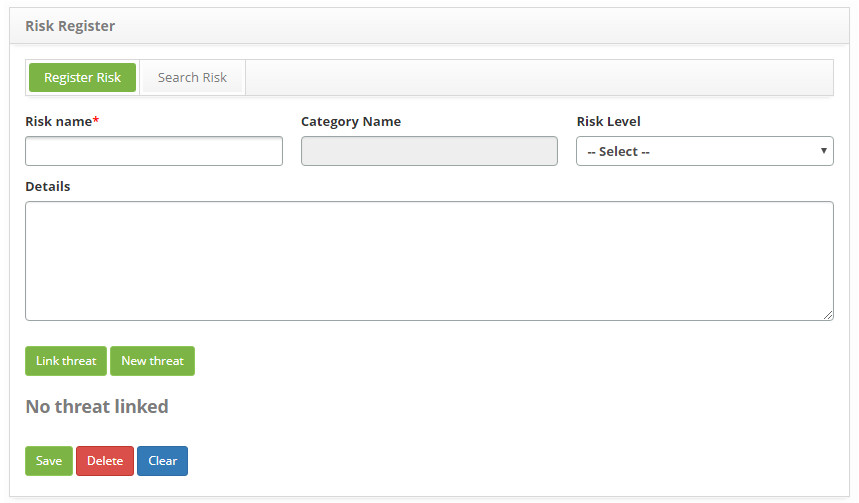 Risk Register
Register Risk Search Risk
Risk name* Category Name Risk Level
-- Select --
Details
Link threat New threat
No threat linked
Save Delete Clear